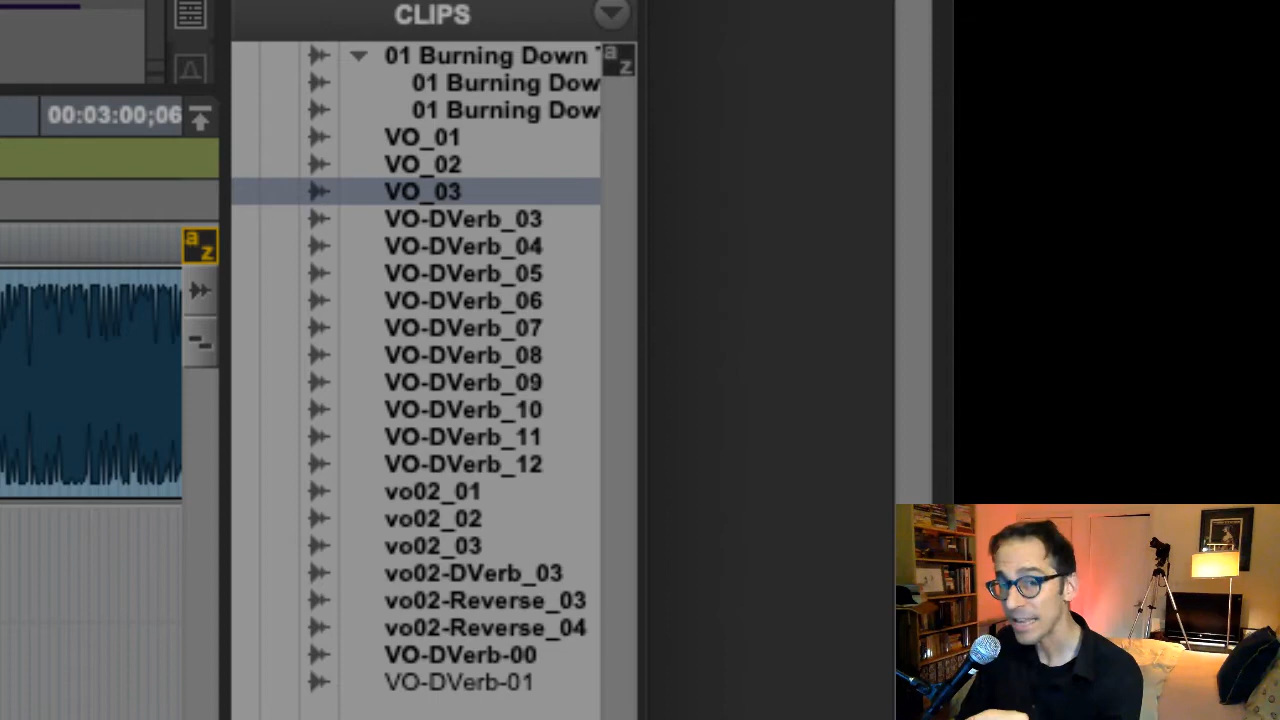 CLIPS
01 Burning Down
a
z
01 Burning Dow
01 Burning Dow
00:03:00;06
VO_01
VO_02
VO_03
VO-DVerb_03
a
z
VO-DVerb_04
VO-DVerb_05
VO-DVerb_06
VO-DVerb_07
VO-DVerb_08
VO-DVerb_09
VO-DVerb_10
VO-DVerb_11
VO-DVerb_12
vo02_01
vo02_02
vo02_03
vo02-DVerb_03
vo02-Reverse_03
vo02-Reverse_04
VO-DVerb-00
VO-DVerb-01